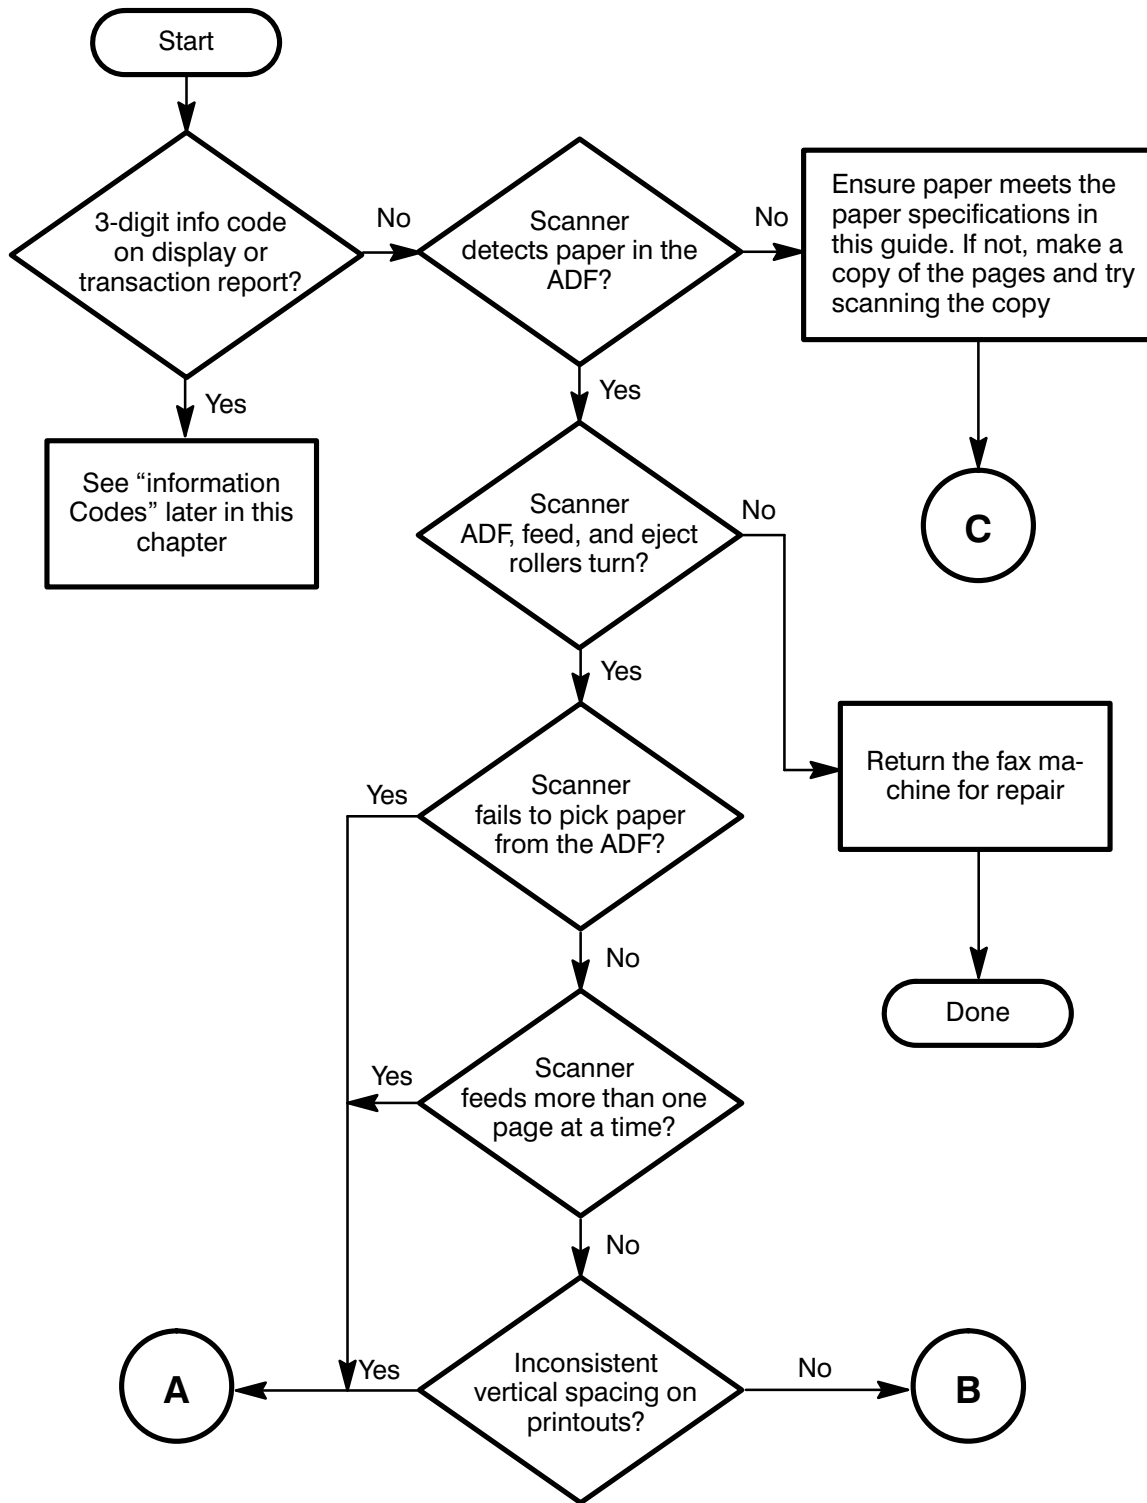 Start
3-digit info code
on display or
transaction report?
No
Scanner
detects paper in the
ADF?
No
Ensure paper meets the
paper specifications in
this guide. If not, make a
copy of the pages and try
scanning the copy
Yes
See “information
Codes” later in this
chapter
Yes
Scanner
ADF, feed, and eject
rollers turn?
No
C
Yes
Return the fax ma-
chine for repair
Scanner
fails to pick paper
from the ADF?
Yes
No
Done
Scanner
feeds more than one
page at a time?
Yes
No
A
Yes
Inconsistent
vertical spacing on
printouts?
No
B